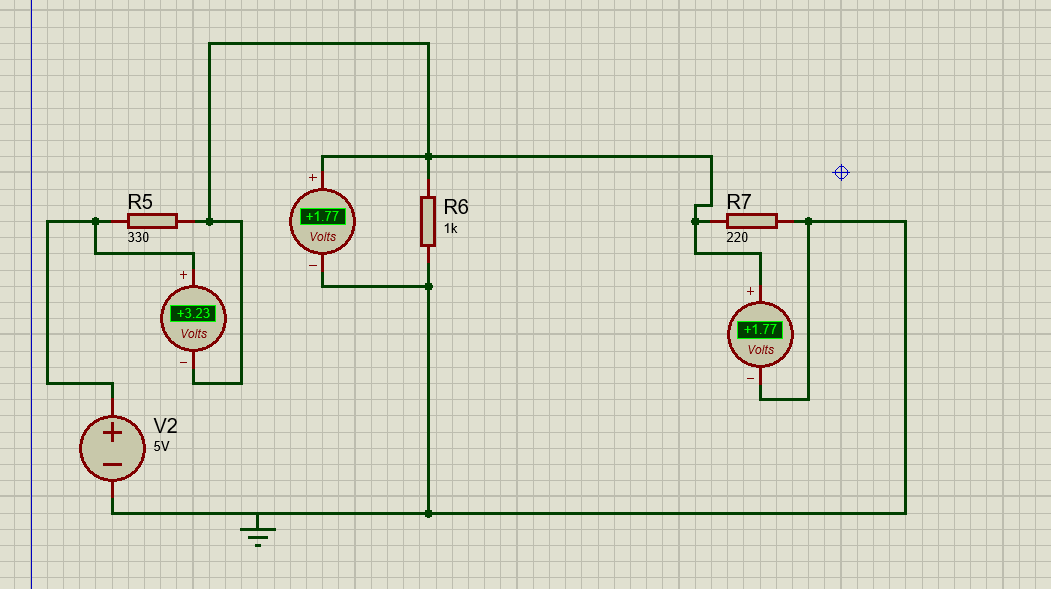 +
+1.77
Volts
−
R6
1k
R5
330
R7
220
+
+3.23
Volts
−
+
+1.77
Volts
−
V2
5V
+
−